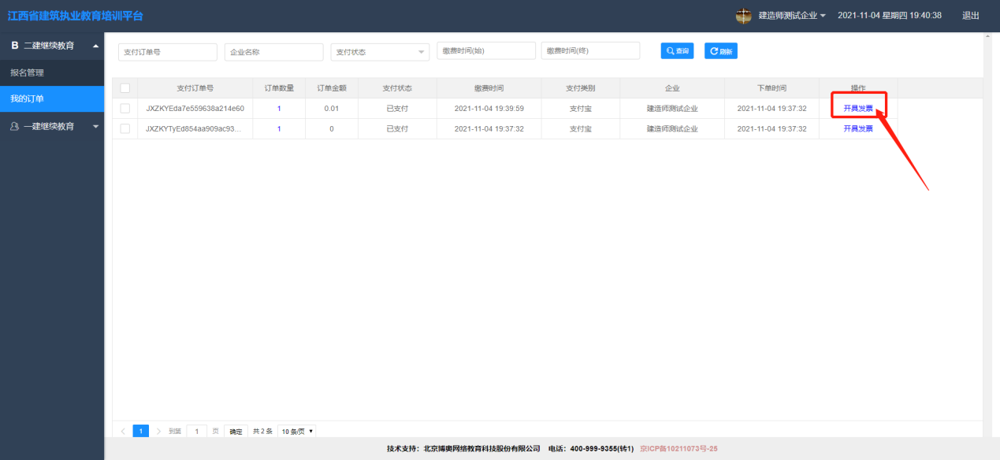 江西省建筑执业教育培训平台
建造师测试企业 2021-11-04 星期四 19:40:38 退出
B 二建继续教育
报名管理
我的订单
一建继续教育
支付订单号 企业名称 支付状态 缴费时间(始) 缴费时间(终) 查询 刷新
支付订单号 订单数量 订单金额 支付状态 缴费时间 支付类别 企业 下单时间 操作
JXZKYEda7e559638a214e60 1 0.01 已支付 2021-11-04 19:39:59 支付宝 建造师测试企业 2021-11-04 19:37:32 开具发票
JXZKYTyEd854aa909ac93... 1 0 已支付 2021-11-04 19:37:32 支付宝 建造师测试企业 2021-11-04 19:37:32 开具发票
1 到第 1 页 确定 共 2 条 10 条/页
技术支持：北京博奥网络教育科技股份有限公司 电话：400-999-9355(转1) 京ICP备10211073号-25